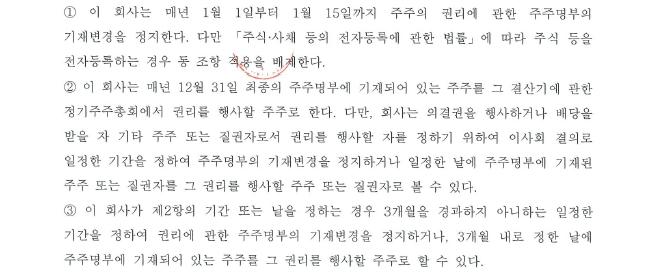 ① 이 회사는 매년 1월 1일부터 1월 15일까지 주주의 권리에 관한 주주명부의
기재변경을 정지한다. 다만 「주식·사채 등의 전자등록에 관한 법률」에 따라 주식 등을
전자등록하는 경우 동 조항 적용을 배제한다.
② 이 회사는 매년 12월 31일 최종의 주주명부에 기재되어 있는 주주를 그 결산기에 관한
정기주주총회에서 권리를 행사할 주주로 한다. 다만, 회사는 의결권을 행사하거나 배당을
받을 자 기타 주주 또는 질권자로서 권리를 행사할 자를 정하기 위하여 이사회 결의로
일정한 기간을 정하여 주주명부의 기재변경을 정지하거나 일정한 날에 주주명부에 기재된
주주 또는 질권자를 그 권리를 행사할 주주 또는 질권자로 볼 수 있다.
③ 이 회사가 제2항의 기간 또는 날을 정하는 경우 3개월을 경과하지 아니하는 일정한
기간을 정하여 권리에 관한 주주명부의 기재변경을 정지하거나, 3개월 내로 정한 날에
주주명부에 기재되어 있는 주주를 그 권리를 행사할 주주로 할 수 있다.